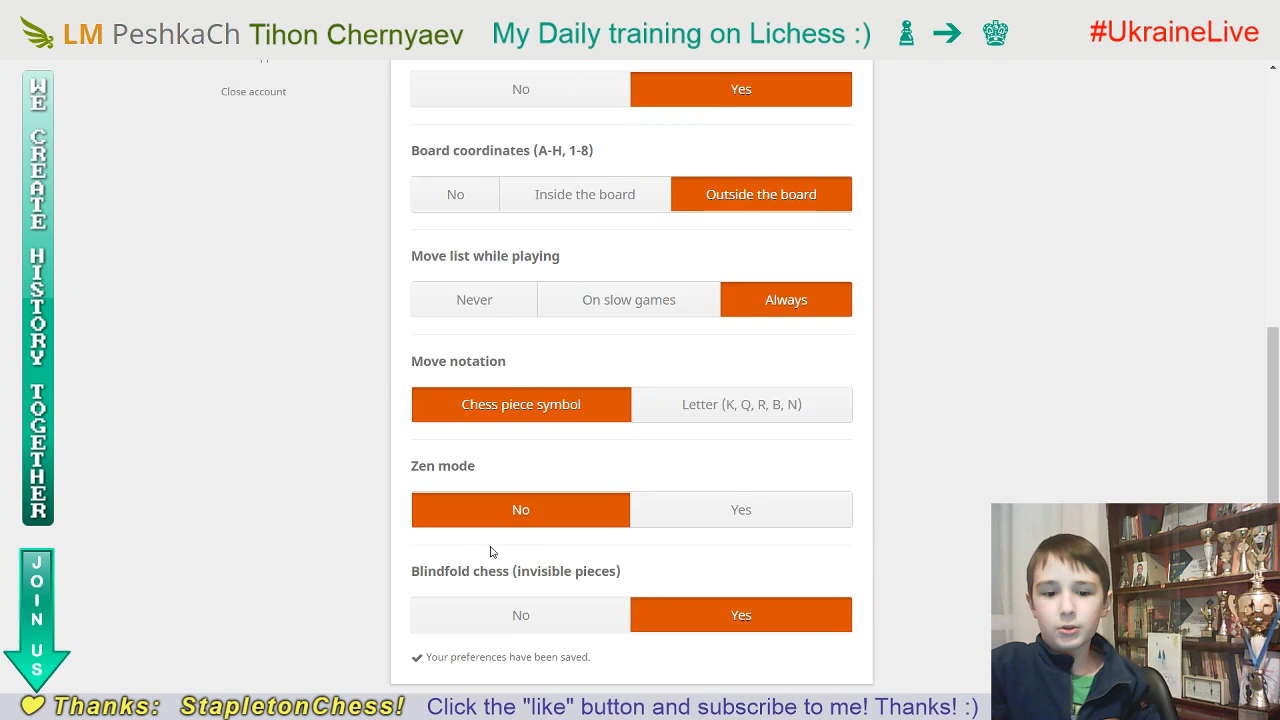 LM PeshkaCh Tihon Chernyaev
My Daily training on Lichess :)
#UkraineLive
WE CREATE HISTORY TOGETHER
JOIN US
Close account
No
Yes
Board coordinates (A-H, 1-8)
No
Inside the board
Outside the board
Move list while playing
Never
On slow games
Always
Move notation
Chess piece symbol
Letter (K, Q, R, B, N)
Zen mode
No
Yes
Blindfold chess (invisible pieces)
No
Yes
Your preferences have been saved.
Thanks: StapletonChess!
Click the "like" button and subscribe to me! Thanks! :)